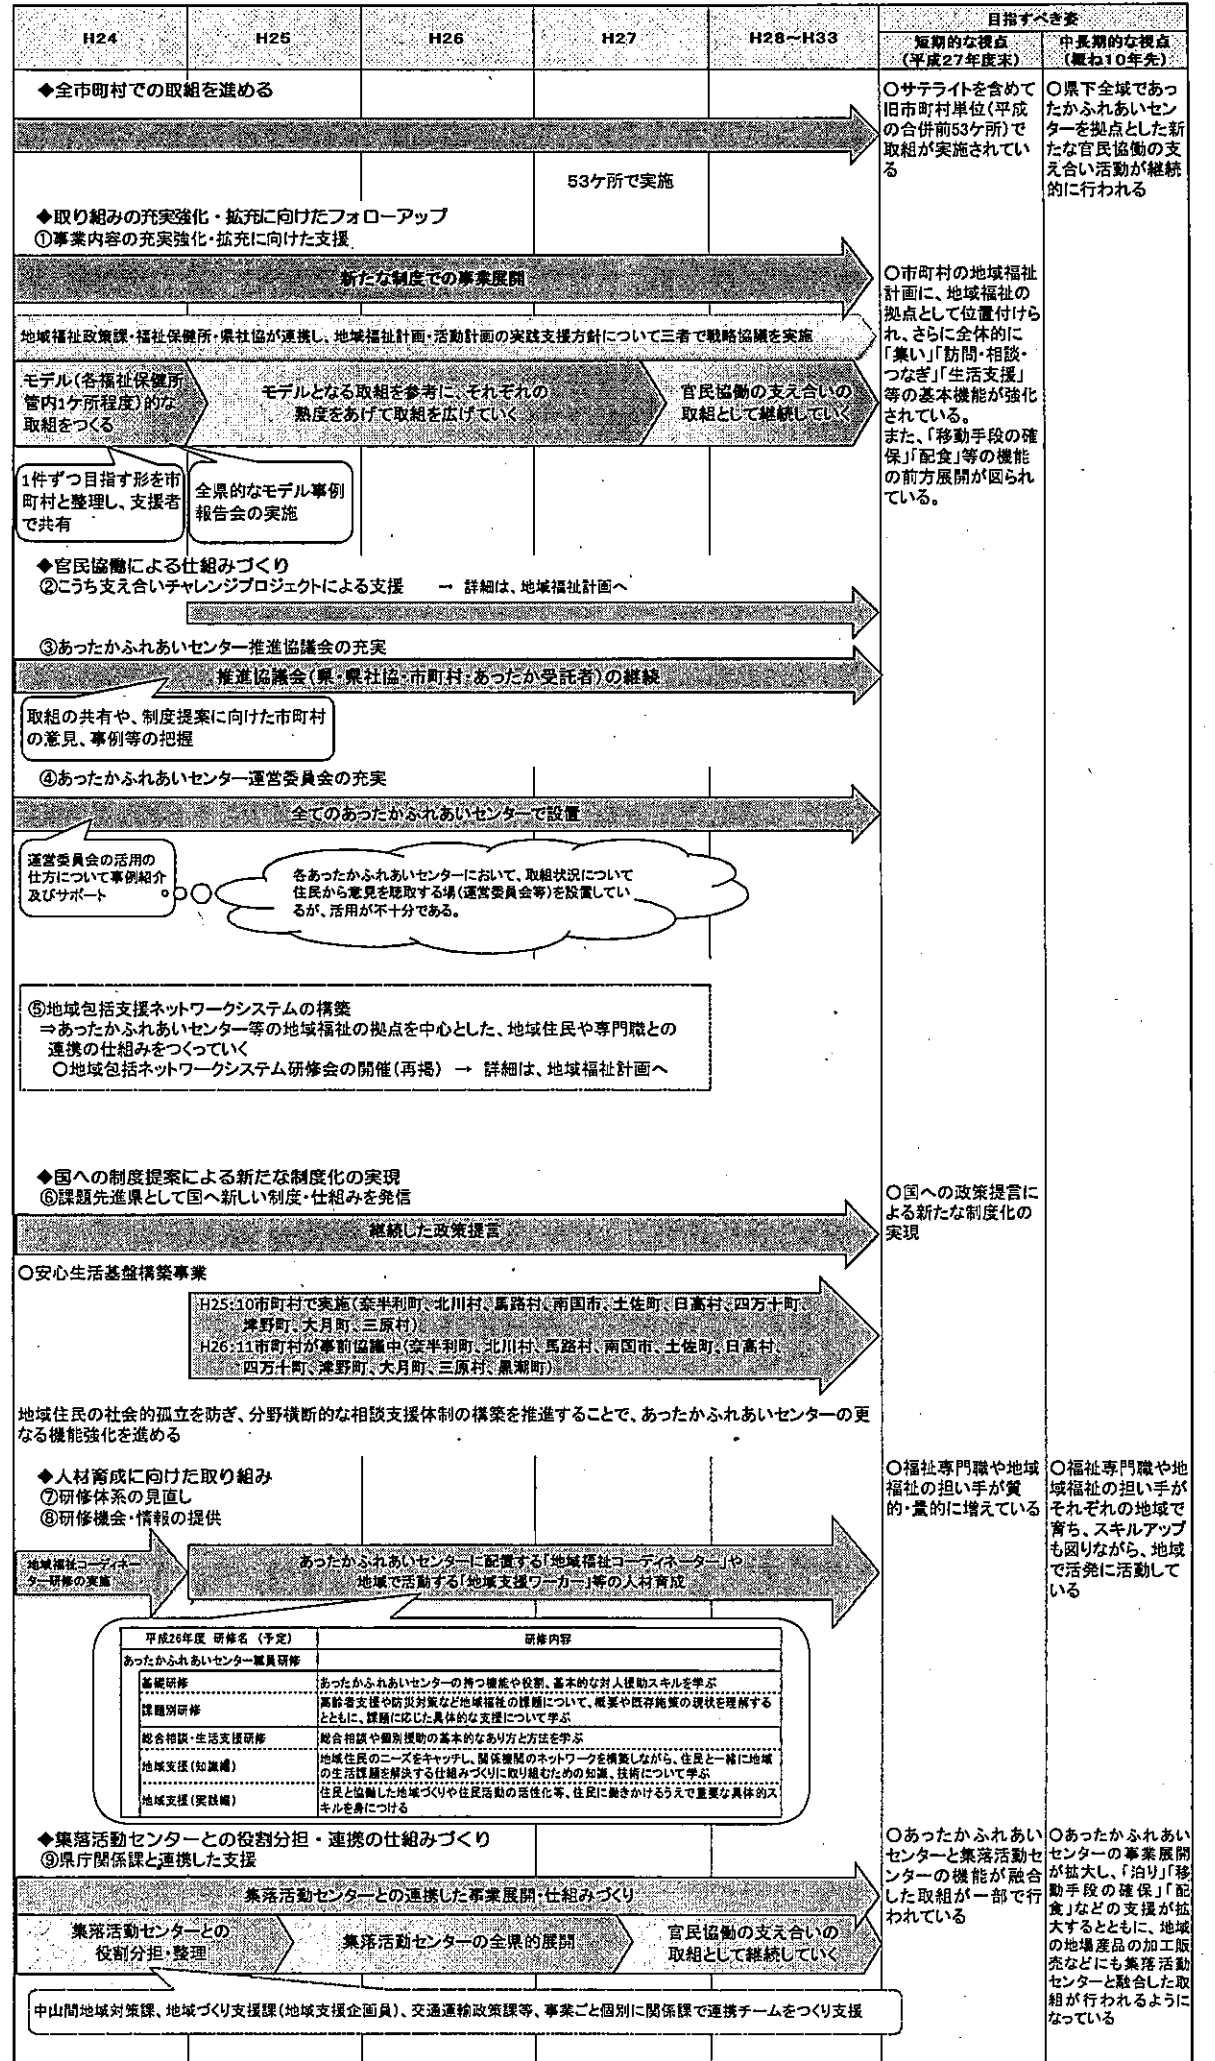 H24
H25
H26
H27
H28～H33
目指すべき姿
短期的な視点
(平成27年度末)
中長期的な視点
(概ね10年先)
◆全市町村での取組を進める
53ケ所で実施
○サテライトを含めて
旧市町村単位(平成
の合併前53ケ所)で
取組が実施されてい
る
○県下全域であっ
たかふれあいセン
ターを拠点とした新
たな官民協働の支
え合い活動が継続
的に行われる
◆取り組みの充実強化・拡充に向けたフォローアップ
①事業内容の充実強化・拡充に向けた支援
新たな制度での事業展開
地域福祉政策課・福祉保健所・県社協が連携し、地域福祉計画・活動計画の実践支援方針について三者で戦略協議を実施
モデル(各福祉保健所
管内1ケ所程度)的な
取組をつくる
モデルとなる取組を参考に、それぞれの
熟度をあげて取組を広げていく
官民協働の支え合いの
取組として継続していく
1件ずつ目指す形を市
町村と整理し、支援者
で共有
全県的なモデル事例
報告会の実施
○市町村の地域福祉
計画に、地域福祉の
拠点として位置付けら
れ、さらに全体的に
「集い」「訪問・相談・
つなぎ」「生活支援」
等の基本機能が強化
されている。
また、「移動手段の確
保」「配食」等の機能
の前方展開が図られ
ている。
◆官民協働による仕組みづくり
②こうち支え合いチャレンジプロジェクトによる支援　→ 詳細は、地域福祉計画へ
③あったかふれあいセンター推進協議会の充実
推進協議会(県・県社協・市町村・あったか受託者)の継続
取組の共有や、制度提案に向けた市町村
の意見、事例等の把握
④あったかふれあいセンター運営委員会の充実
全てのあったかふれあいセンターで設置
運営委員会の活用の
仕方について事例紹介
及びサポート
各あったかふれあいセンターにおいて、取組状況について
住民から意見を聴取する場(運営委員会等)を設置してい
るが、活用が不十分である。
⑤地域包括支援ネットワークシステムの構築
⇒あったかふれあいセンター等の地域福祉の拠点を中心とした、地域住民や専門職との
連携の仕組みをつくっていく
○地域包括ネットワークシステム研修会の開催(再掲)　→ 詳細は、地域福祉計画へ
◆国への制度提案による新たな制度化の実現
⑥課題先進県として国へ新しい制度・仕組みを発信
継続した政策提言
○国への政策提言に
よる新たな制度化の
実現
○安心生活基盤構築事業
H25:10市町村で実施(奈半利町、北川村、馬路村、南国市、土佐町、日高村、四万十町、
津野町、大月町、三原村)
H26:11市町村が事前協議中(奈半利町、北川村、馬路村、南国市、土佐町、日高村、
四万十町、津野町、大月町、三原村、黒潮町)
地域住民の社会的孤立を防ぎ、分野横断的な相談支援体制の構築を推進することで、あったかふれあいセンターの更
なる機能強化を進める
◆人材育成に向けた取り組み
⑦研修体系の見直し
⑧研修機会・情報の提供
地域福祉コーディネー
ター研修の実施
あったかふれあいセンターに配置する「地域福祉コーディネーター」や
地域で活動する「地域支援ワーカー」等の人材育成
○福祉専門職や地域
福祉の担い手が質
的・量的に増えている
○福祉専門職や地
域福祉の担い手が
それぞれの地域で
育ち、スキルアップ
も図りながら、地域
で活発に活動して
いる
平成26年度 研修名 (予定)
研修内容
あったかふれあいセンター職員研修
基礎研修
あったかふれあいセンターの持つ機能や役割、基本的な対人援助スキルを学ぶ
課題別研修
高齢者支援や防災対策など地域福祉の課題について、概要や既存施策の現状を理解する
とともに、課題に応じた具体的な支援について学ぶ
総合相談・生活支援研修
総合相談や個別援助の基本的なあり方と方法を学ぶ
地域支援(知識編)
地域住民のニーズをキャッチし、関係機関のネットワークを構築しながら、住民と一緒に地域
の生活課題を解決する仕組みづくりに取り組むための知識、技術について学ぶ
地域支援(実践編)
住民と協働した地域づくりや住民活動の活性化等、住民に働きかけるうえで重要な具体的ス
キルを身につける
◆集落活動センターとの役割分担・連携の仕組みづくり
⑨県庁関係課と連携した支援
集落活動センターとの連携した事業展開・仕組みづくり
集落活動センターとの
役割分担・整理
集落活動センターの全県的展開
官民協働の支え合いの
取組として継続していく
中山間地域対策課、地域づくり支援課(地域支援企画員)、交通運輸政策課等、事業ごと個別に関係課で連携チームをつくり支援
○あったかふれあい
センターと集落活動セ
ンターの機能が融合
した取組が一部で行
われている
○あったかふれあい
センターの事業展開
が拡大し、「泊り」「移
動手段の確保」「配
食」などの支援が拡
大するとともに、地域
の地場産品の加工販
売などにも集落活動
センターと融合した取
組が行われるように
なっている